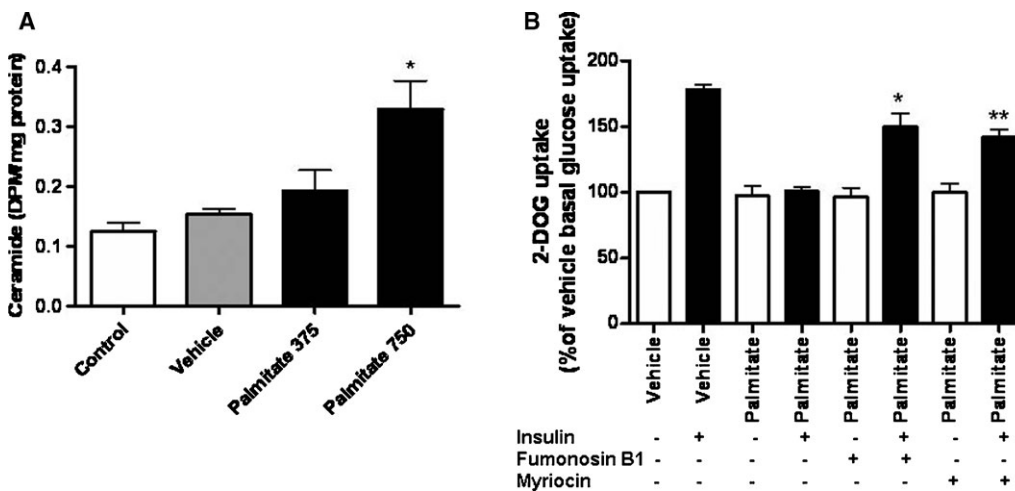 A
Ceramide (DPM/mg protein)
0.4
0.3
0.2
0.1
0.0
*
Control
Vehicle
Palmitate 375
Palmitate 750
B
2-DOG uptake
(% of vehicle basal glucose uptake)
200
150
100
50
0
*
**
Vehicle
Vehicle
Palmitate
Palmitate
Palmitate
Palmitate
Palmitate
Palmitate
Insulin - + - + - + - +
Fumonosin B1 - - - - + + - -
Myriocin - - - - - - + +